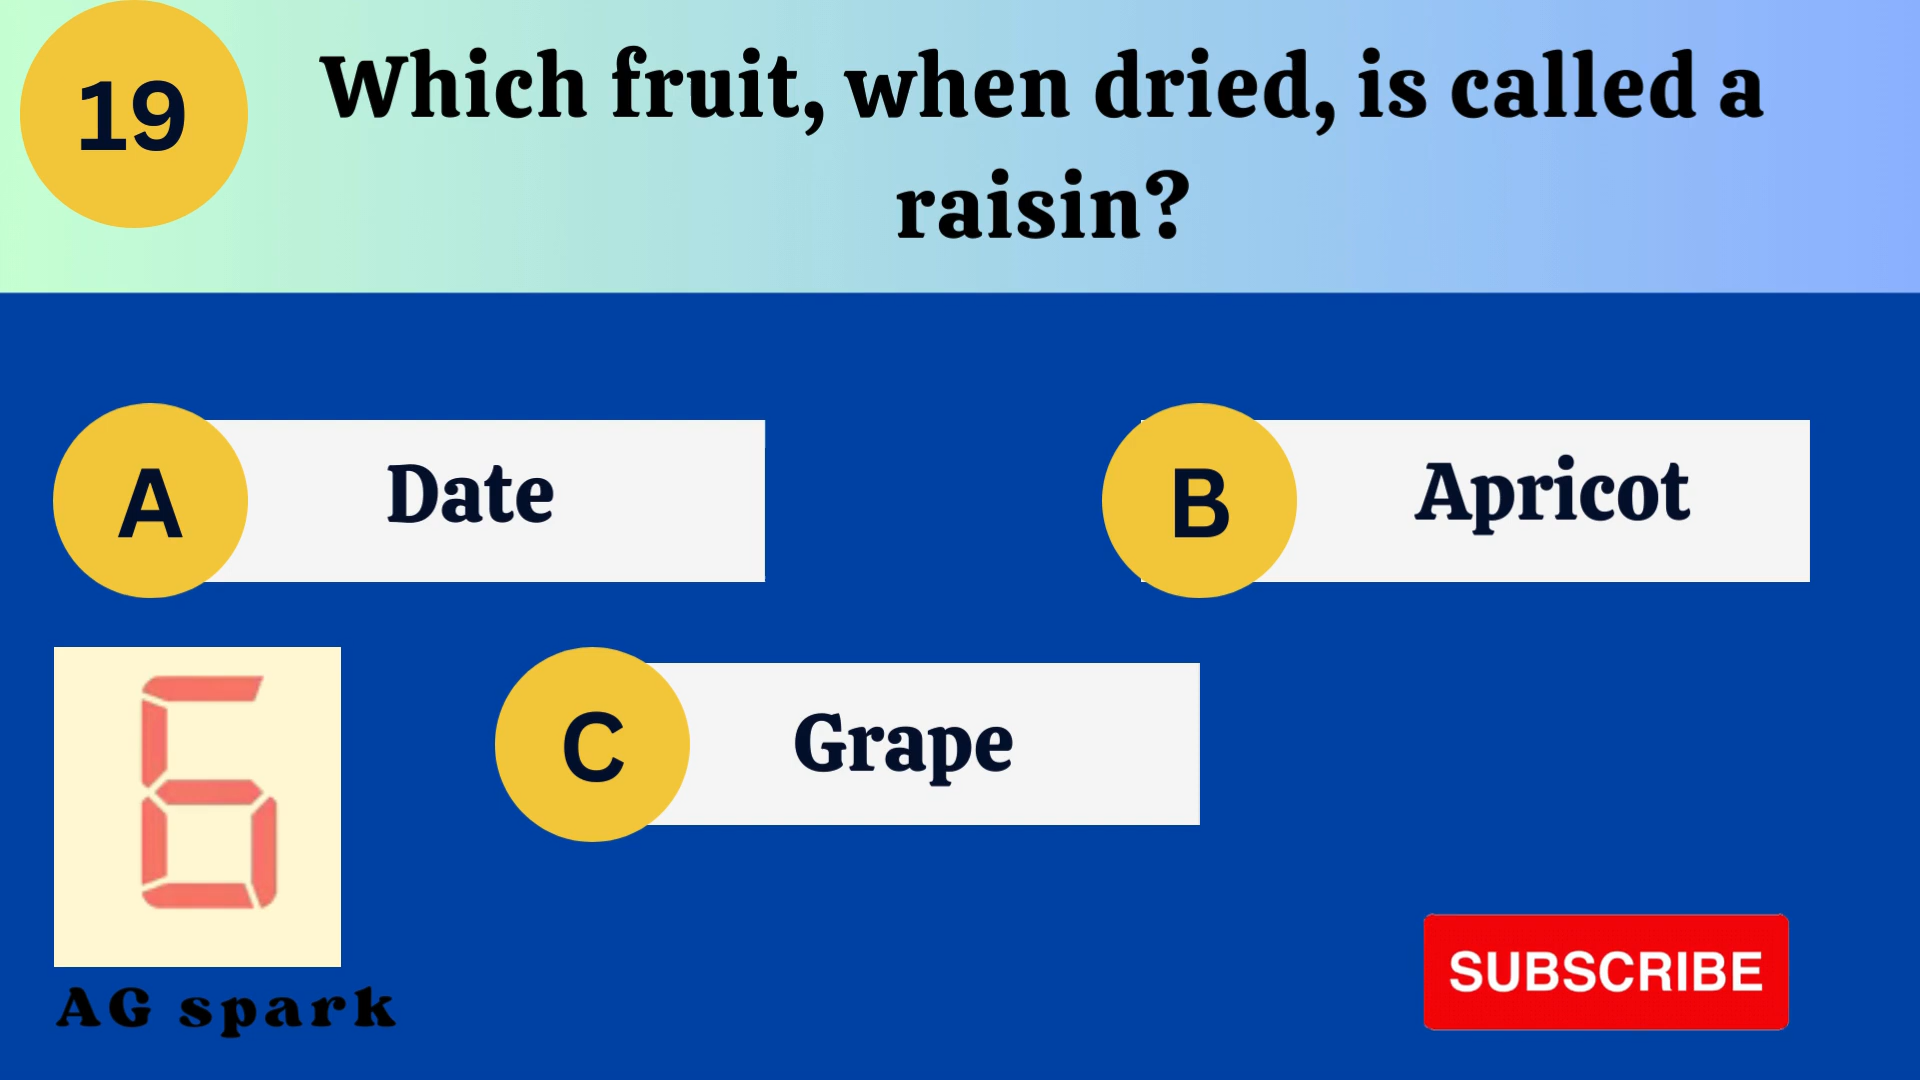 19
Which fruit, when dried, is called a
raisin?
A
Date
B
Apricot
6
C
Grape
SUBSCRIBE
AG spark